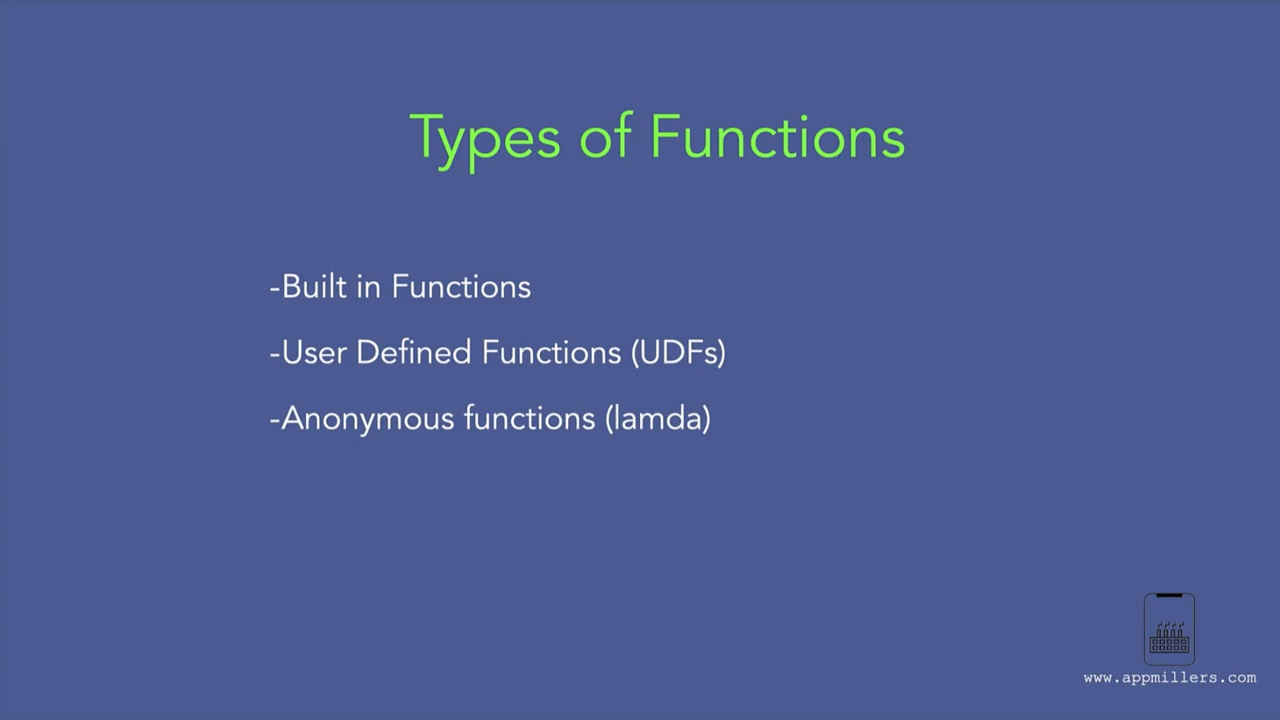 Types of Functions
-Built in Functions
-User Defined Functions (UDFs)
-Anonymous functions (lamda)
www.appmillers.com